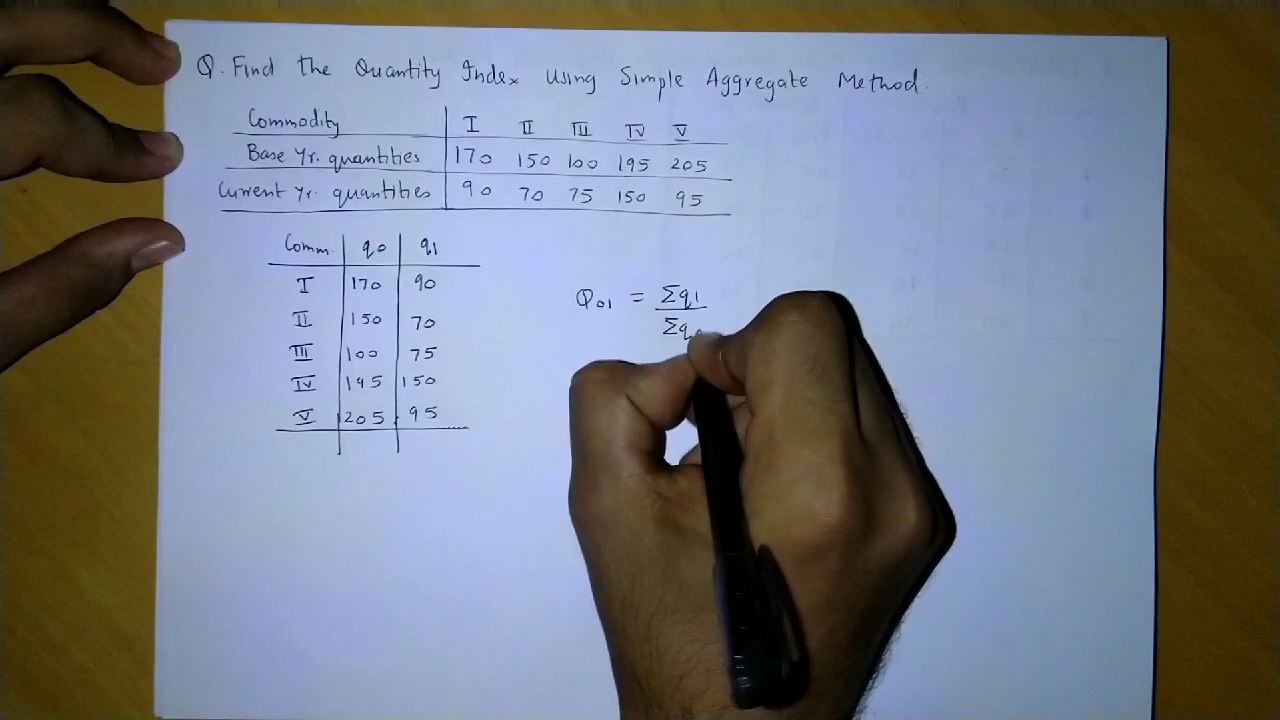 Q. Find the Quantity Index using Simple Aggregate Method.
Commodity I II III IV V
Base Yr. quantities 170 150 100 195 205
Current Yr. quantities 90 70 75 150 95
Comm. q0 q1
I 170 90
II 150 70
III 100 75
IV 195 150
V 205 95
Q01 = Σq1
Σq0